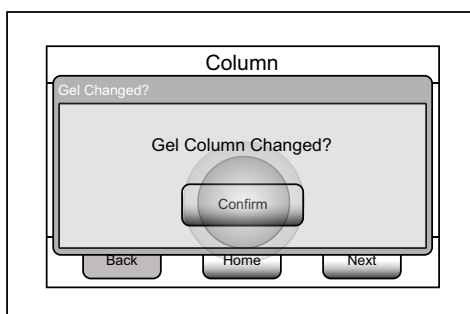 Column
Gel Changed?
Gel Column Changed?
Confirm
Back Home Next